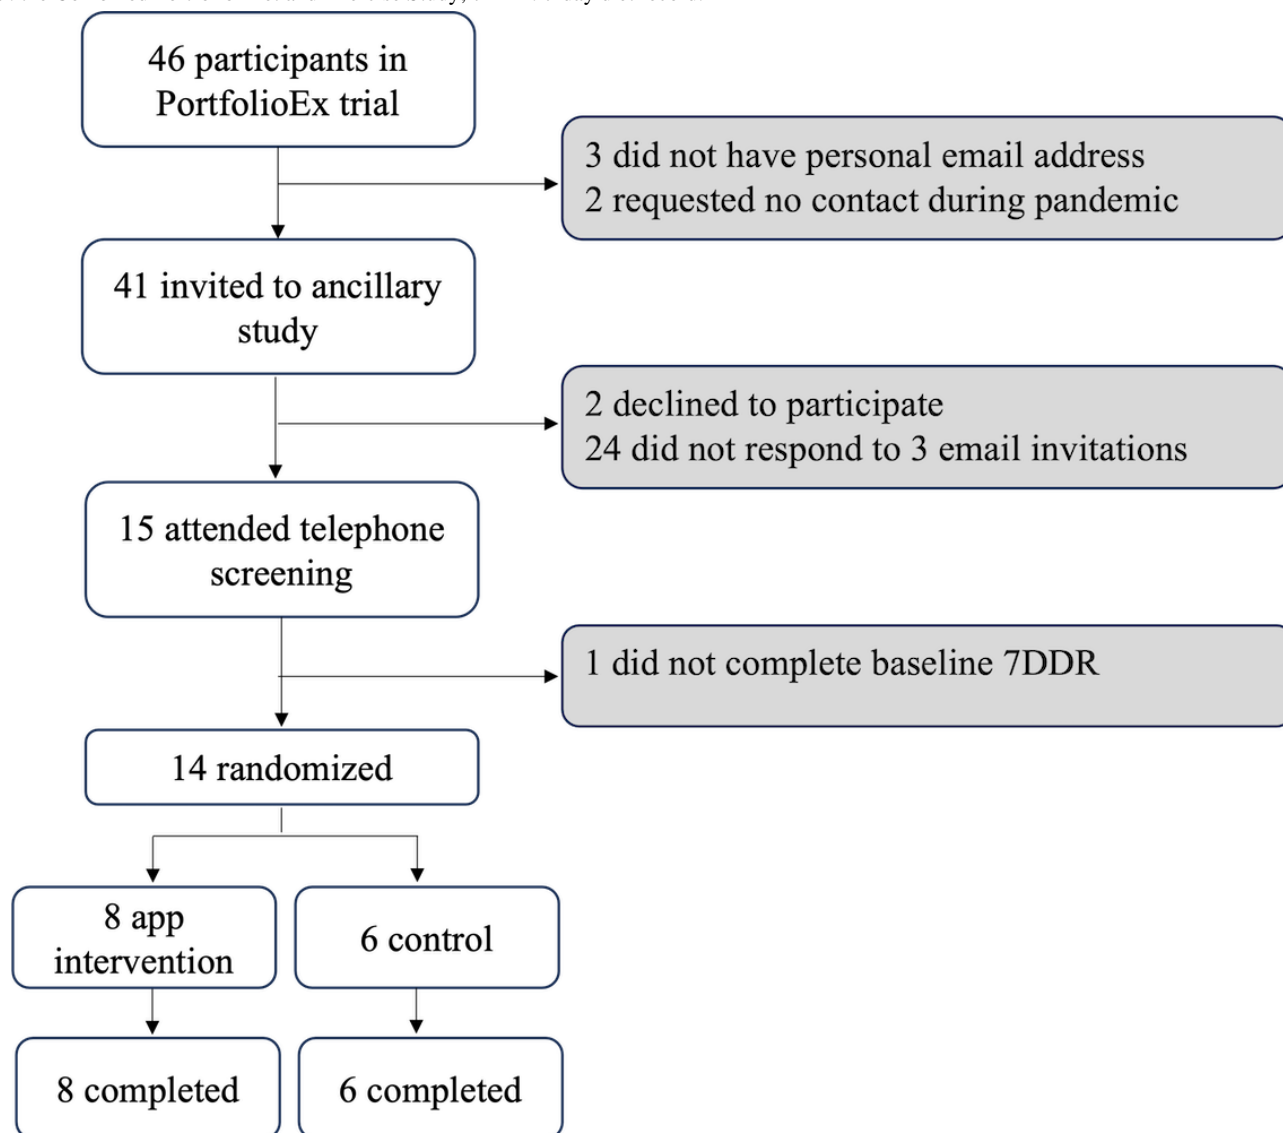 46 participants in
PortfolioEx trial
3 did not have personal email address
2 requested no contact during pandemic
41 invited to ancillary
study
2 declined to participate
24 did not respond to 3 email invitations
15 attended telephone
screening
1 did not complete baseline 7DDR
14 randomized
8 app
intervention
6 control
8 completed
6 completed